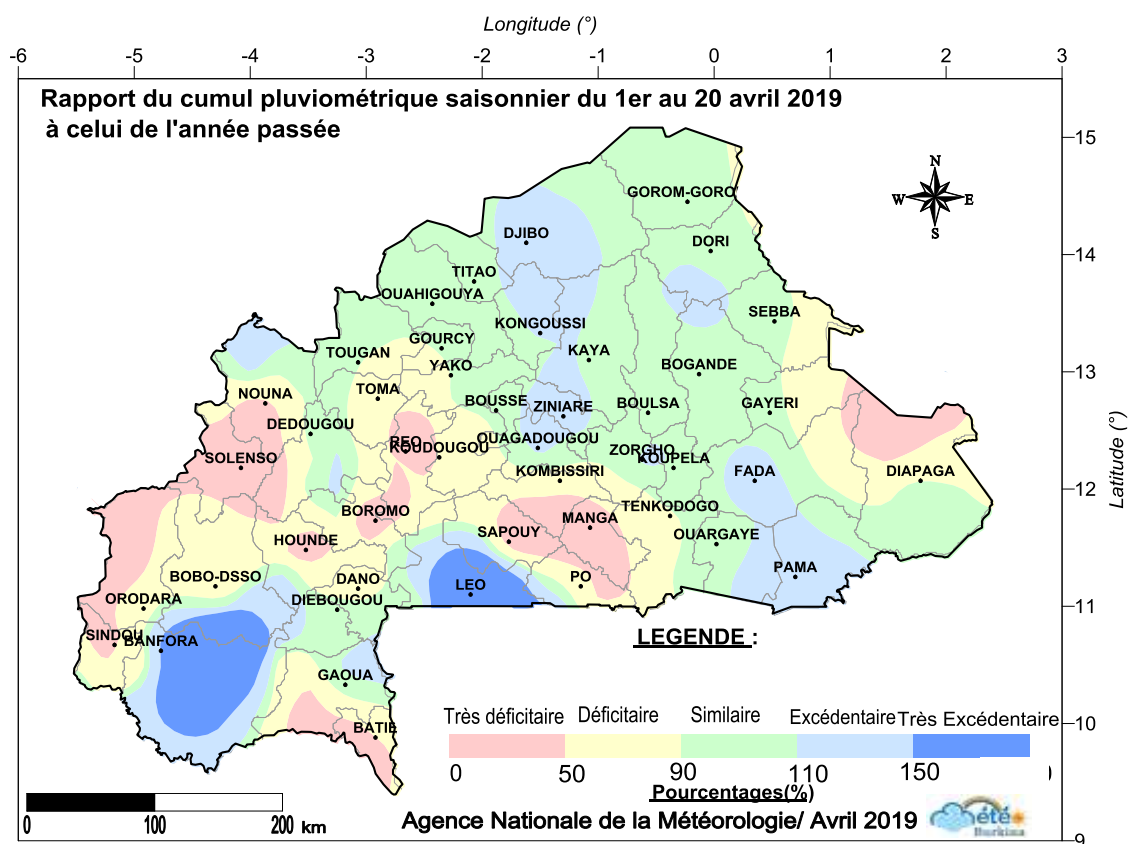 Longitude (°)
-6 -5 -4 -3 -2 -1 0 1 2 3
Rapport du cumul pluviométrique saisonnier du 1er au 20 avril 2019
à celui de l'année passée
15
N
W E
S
GOROM-GORO
DJIBO
DORI
14
TITAO
OUAHIGOUYA
SEBBA
KONGOUSSI
GOURCY
TOUGAN
KAYA
YAKO
BOGANDE
13
TOMA
NOUNA
BOUSSE
ZINIARE
BOULSA
GAYERI
DEDOUGOU
OUAGADOUGOU
REO
KOUDOUGOU
ZORGHO
KOUPELA
SOLENSO
KOMBISSIRI
FADA
DIAPAGA
12
Latitude (°)
BOROMO
TENKODOGO
MANGA
SAPOUY
OUARGAYE
HOUNDE
PAMA
BOBO-DSSO
DANO
LEO
PO
ORODARA
DIEBOUGOU
11
SINDOU
BANFORA
LEGENDE :
GAOUA
BATIE
10
Très déficitaire Déficitaire Similaire Excédentaire Très Excédentaire
0 50 90 110 150
Pourcentages(%)
0 100 200 km
Agence Nationale de la Météorologie/ Avril 2019
été
Burkina
9